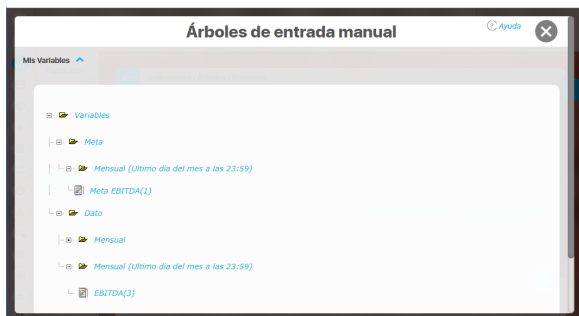 Árboles de entrada manual
Ayuda
Mis Variables
Variables
Meta
Mensual (Ultimo dia del mes a las 23:59)
Meta EBITDA(1)
Dato
Mensual
Mensual (Ultimo dia del mes a las 23:59)
EBITDA(3)